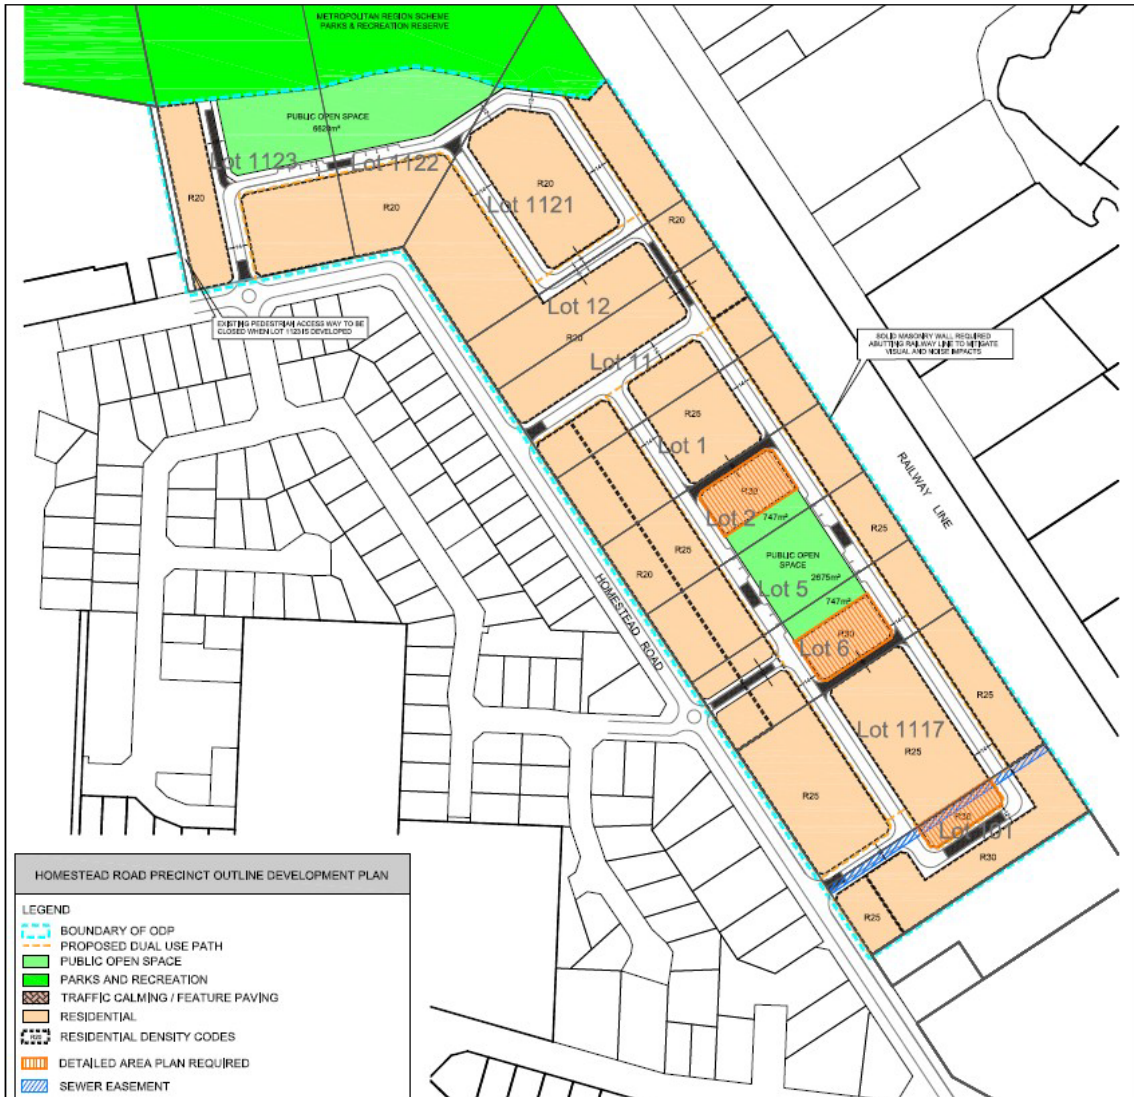 METROPOLITAN REGION SCHEME
PARKS & RECREATION RESERVE
PUBLIC OPEN SPACE
Lot 1123
Lot 1122
R20
R20
R20
Lot 1121
R20
Lot 12
R20
EXISTING PEDESTRIAN ACCESS WAY TO BE
CLOSED WHEN LOT 1123 IS DEVELOPED
SOLID MASONRY WALL REQUIRED
ABUTTING RAILWAY LINE TO MITIGATE
VISUAL AND NOISE IMPACTS
Lot 11
R25
Lot 1
RAILWAY LINE
R30
Lot 2
747m²
R25
PUBLIC OPEN
SPACE
2675m²
R25
R20
Lot 5
747m²
HOMESTEAD ROAD
R30
Lot 6
R25
Lot 1117
R25
R25
R30
Lot 101
R30
R25
HOMESTEAD ROAD PRECINCT OUTLINE DEVELOPMENT PLAN
LEGEND
BOUNDARY OF ODP
PROPOSED DUAL USE PATH
PUBLIC OPEN SPACE
PARKS AND RECREATION
TRAFFIC CALMING / FEATURE PAVING
RESIDENTIAL
RESIDENTIAL DENSITY CODES
DETAILED AREA PLAN REQUIRED
SEWER EASEMENT